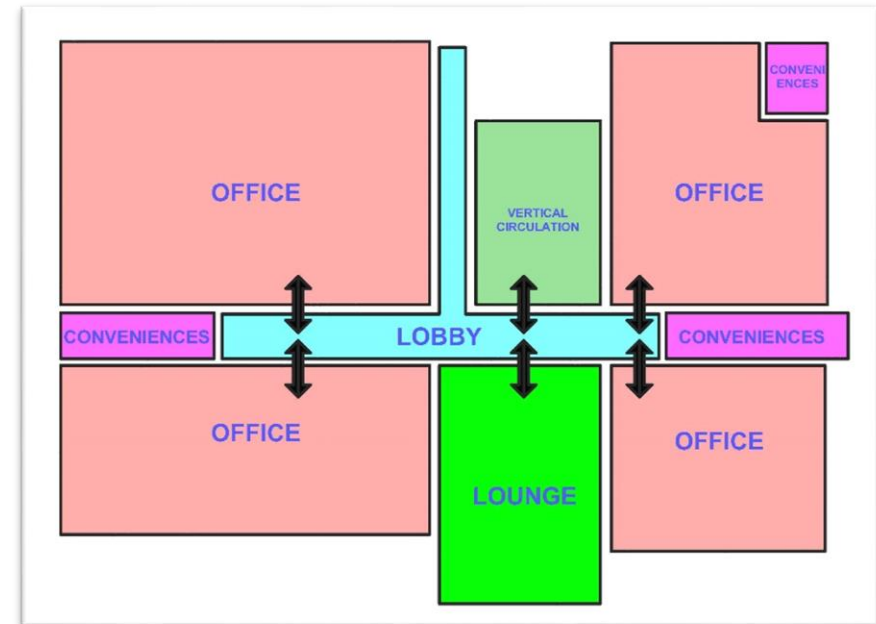 CONVENI
ENCES
OFFICE
OFFICE
VERTICAL
CIRCULATION
CONVENIENCES
LOBBY
CONVENIENCES
OFFICE
OFFICE
LOUNGE